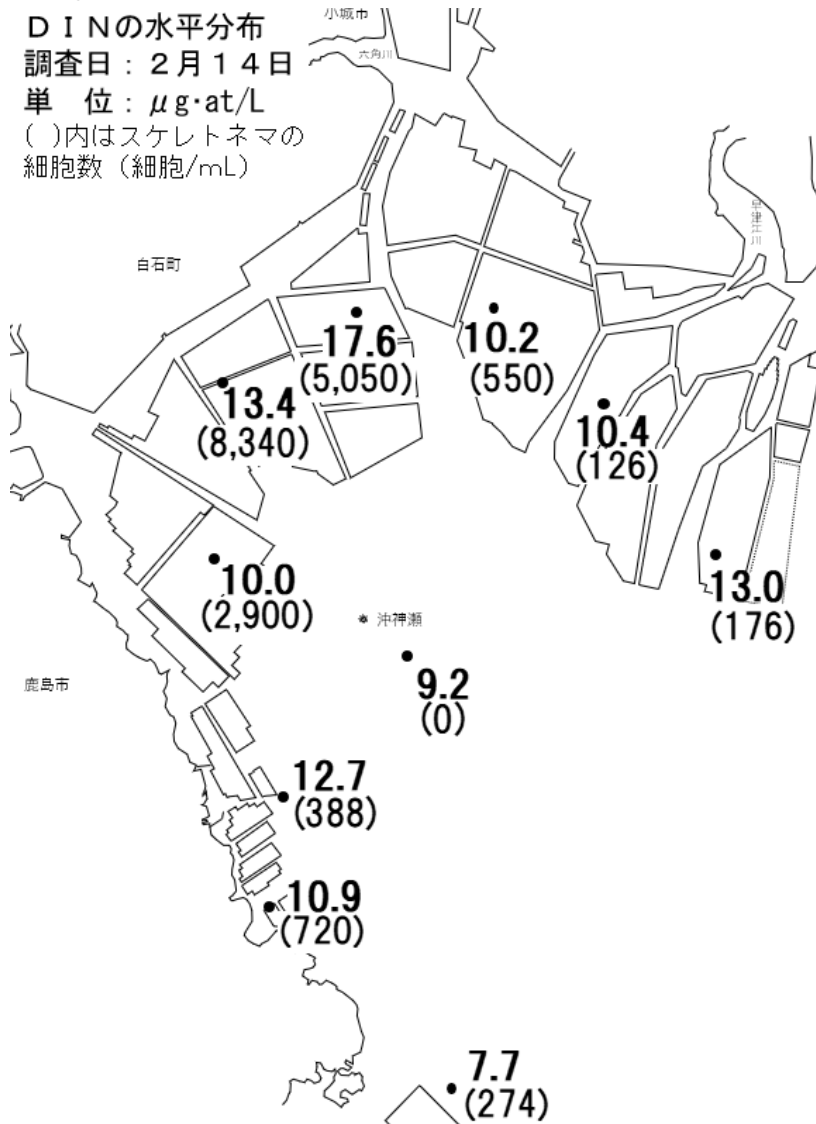 ＤＩＮの水平分布
調査日：２月１４日
単　位：μg･at/L
(　)内はスケレトネマの
細胞数（細胞/mL）
小城市
六角川
早津江川
白石町
17.6
(5,050)
10.2
(550)
13.4
(8,340)
10.4
(126)
10.0
(2,900)
13.0
(176)
沖神瀬
9.2
(0)
鹿島市
12.7
(388)
10.9
(720)
7.7
(274)